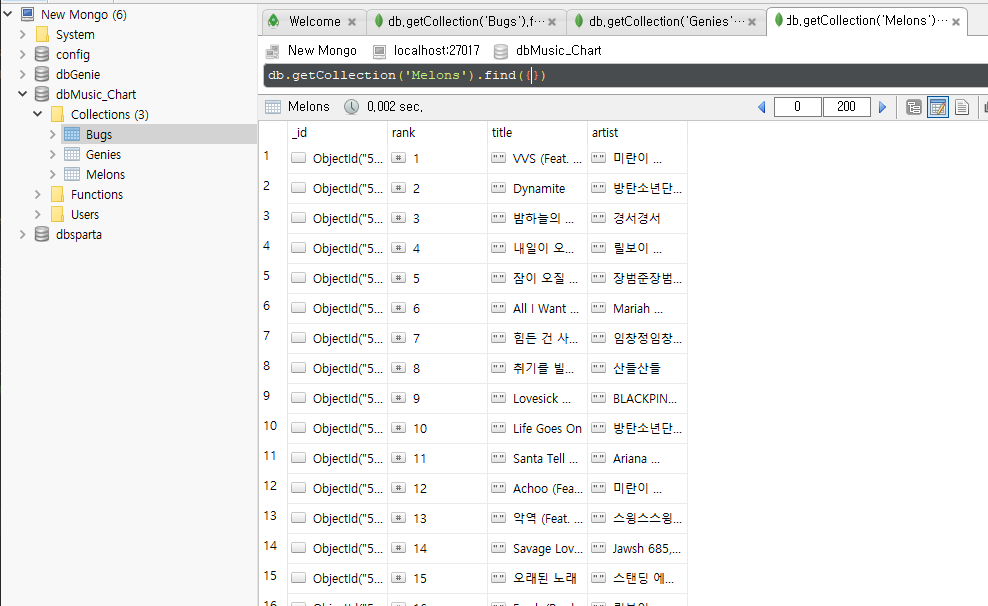 New Mongo (6)
System
config
dbGenie
dbMusic_Chart
Collections (3)
Bugs
Genies
Melons
Functions
Users
dbsparta
Welcome × db.getCollection('Bugs').f··· × db.getCollection('Genies'··· × db.getCollection('Melons')··· ×
New Mongo localhost:27017 dbMusic_Chart
db.getCollection('Melons').find({})
Melons 0,002 sec, 0 200
_id rank title artist
1 ObjectId("5... 1 VVS (Feat. ... 미란이 ...
2 ObjectId("5... 2 Dynamite 방탄소년단...
3 ObjectId("5... 3 밤하늘의 ... 경서경서
4 ObjectId("5... 4 내일이 오... 릴보이 ...
5 ObjectId("5... 5 잠이 오질 ... 장범준장범...
6 ObjectId("5... 6 All I Want ... Mariah ...
7 ObjectId("5... 7 힘든 건 사... 임창정임창...
8 ObjectId("5... 8 취기를 빌... 산들산들
9 ObjectId("5... 9 Lovesick ... BLACKPIN...
10 ObjectId("5... 10 Life Goes On 방탄소년단...
11 ObjectId("5... 11 Santa Tell ... Ariana ...
12 ObjectId("5... 12 Achoo (Fea... 미란이 ...
13 ObjectId("5... 13 악역 (Feat. ... 스윙스스윙...
14 ObjectId("5... 14 Savage Lov... Jawsh 685,...
15 ObjectId("5... 15 오래된 노래 스탠딩 에...
16